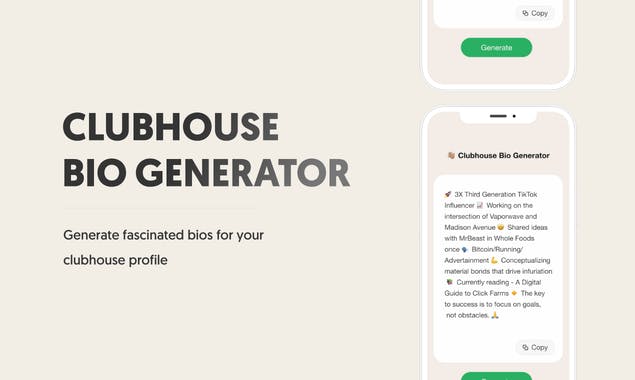 Copy
Generate
CLUBHOUSE
BIO GENERATOR
Generate fascinated bios for your
clubhouse profile
👋🏼 Clubhouse Bio Generator
🚀 3X Third Generation TikTok
Influencer 📈 Working on the
intersection of Vaporwave and
Madison Avenue 😄 Shared ideas
with MrBeast in Whole Foods
once 🗣 Bitcoin/Running/
Advertainment 💪 Conceptualizing
material bonds that drive infuriation
📚 Currently reading - A Digital
Guide to Click Farms 🔸 The key
to success is to focus on goals,
not obstacles. 🙏
Copy